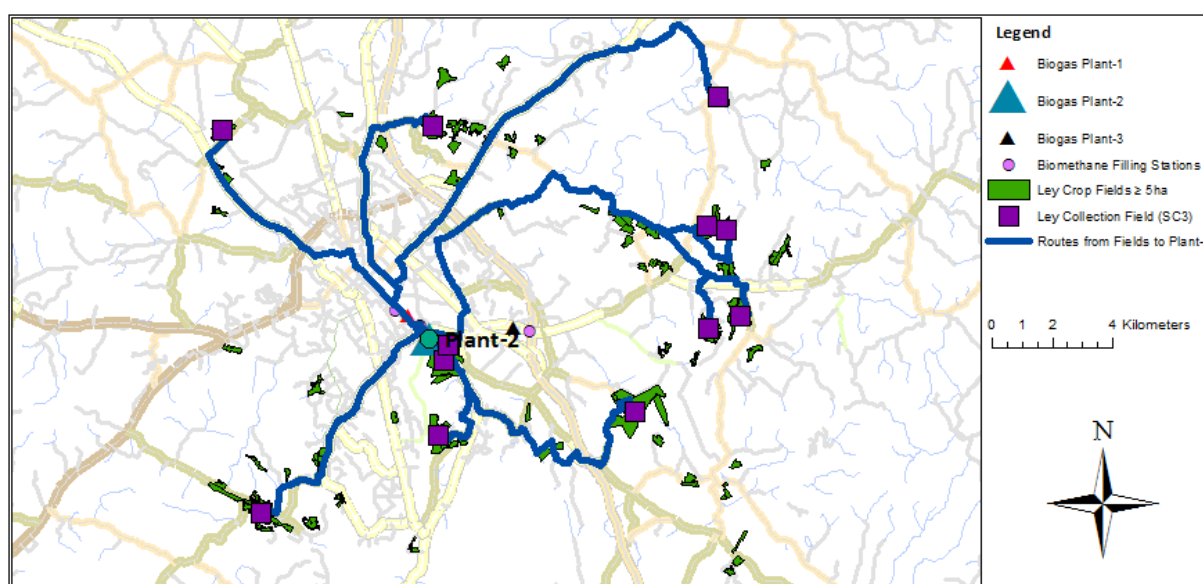 Legend
Biogas Plant-1
Biogas Plant-2
Biogas Plant-3
Biomethane Filling Stations
Ley Crop Fields ≥ 5ha
Ley Collection Field (SC3)
Routes from Fields to Plant-
Plant-2
0 1 2 4 Kilometers
N